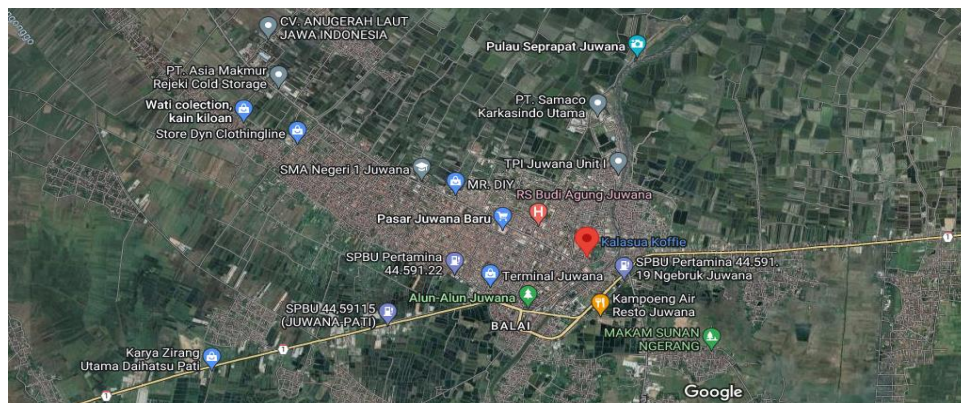 onggo
CV. ANUGERAH LAUT
JAWA INDONESIA
Pulau Seprapat Juwana
PT. Asia Makmur
Rejeki Cold Storage
Wati colection,
kain kiloan
PT. Samaco
Karkasindo Utama
Store Dyn Clothingline
SMA Negeri 1 Juwana
TPI Juwana Unit I
MR. DIY
RS Budi Agung Juwana
Pasar Juwana Baru
H
Kalasua Koffie
1
SPBU Pertamina
44.591.22
Terminal Juwana
SPBU Pertamina 44.591.
19 Ngebruk Juwana
Alun-Alun Juwana
Kampoeng Air
Resto Juwana
SPBU 44,59115
(JUWANA-PATI)
BALAI
MAKAM SUNAN
NGERANG
1
Karya Zirang
Utama Daihatsu Pati
Google
1